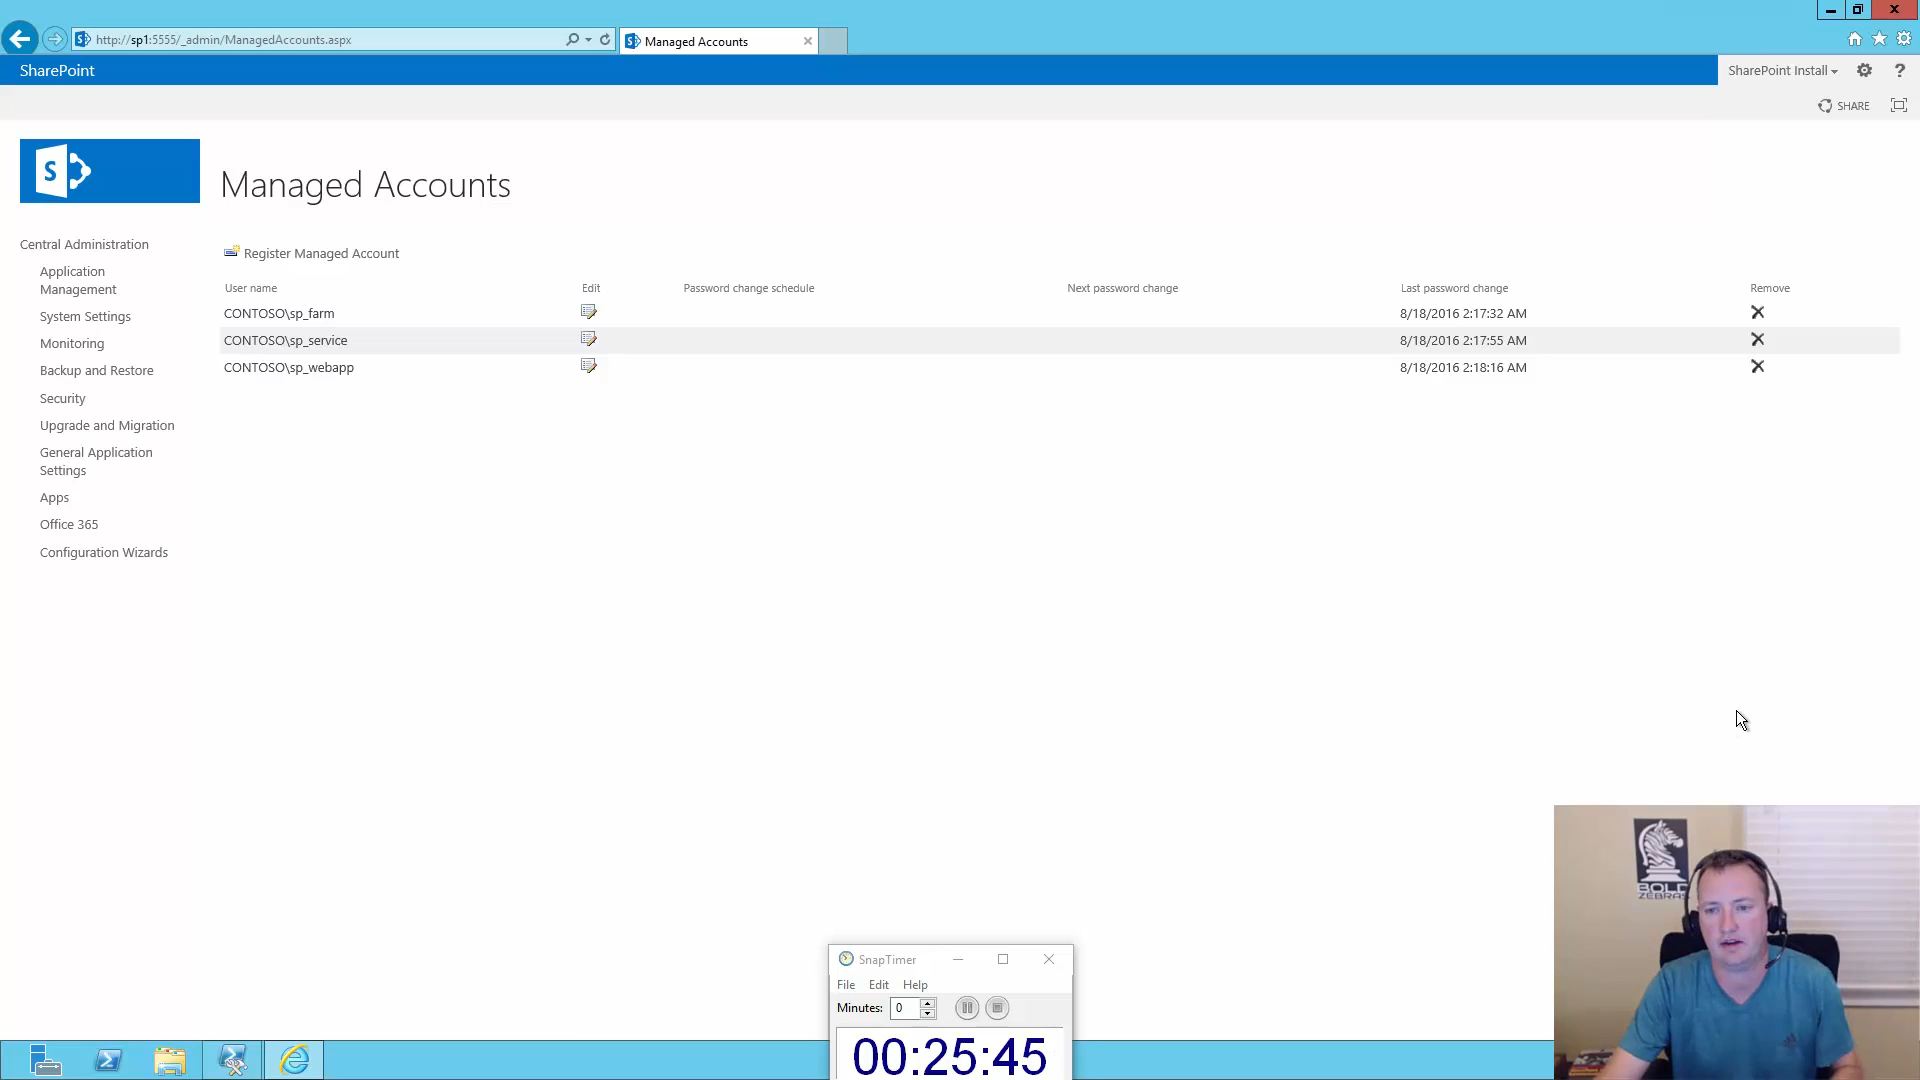 http://sp1:5555/_admin/ManagedAccounts.aspx
Managed Accounts
SharePoint
SharePoint Install
?
SHARE
S
Managed Accounts
Central Administration
Application
Management
System Settings
Monitoring
Backup and Restore
Security
Upgrade and Migration
General Application
Settings
Apps
Office 365
Configuration Wizards
Register Managed Account
User name Edit Password change schedule Next password change Last password change Remove
CONTOSO\sp_farm 8/18/2016 2:17:32 AM
CONTOSO\sp_service 8/18/2016 2:17:55 AM
CONTOSO\sp_webapp 8/18/2016 2:18:16 AM
BOLD
ZEBRAS
SnapTimer
File Edit Help
Minutes: 0
00:25:45